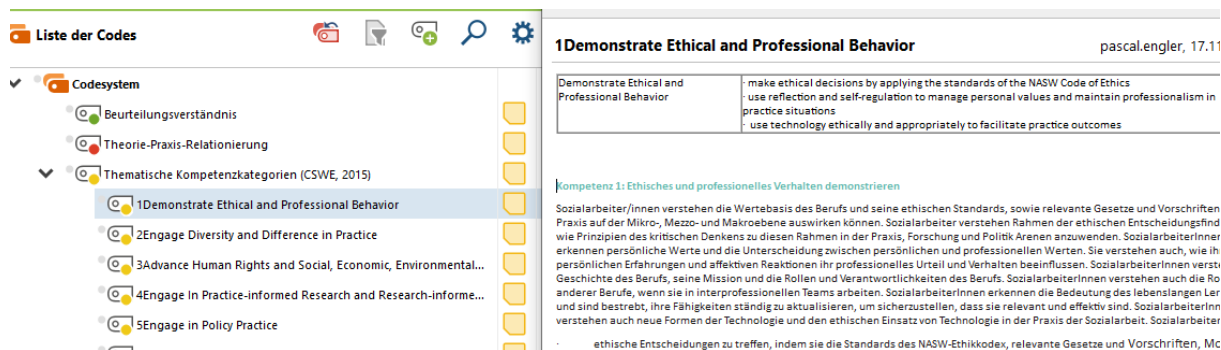 Liste der Codes
Codesystem
Beurteilungsverständnis
Theorie-Praxis-Relationierung
Thematische Kompetenzkategorien (CSWE, 2015)
1Demonstrate Ethical and Professional Behavior
2Engage Diversity and Difference in Practice
3Advance Human Rights and Social, Economic, Environmental...
4Engage In Practice-informed Research and Research-informe...
5Engage in Policy Practice
1Demonstrate Ethical and Professional Behavior
pascal.engler, 17.11
Demonstrate Ethical and
Professional Behavior
· make ethical decisions by applying the standards of the NASW Code of Ethics
· use reflection and self-regulation to manage personal values and maintain professionalism in
practice situations
· use technology ethically and appropriately to facilitate practice outcomes
Kompetenz 1: Ethisches und professionelles Verhalten demonstrieren
Sozialarbeiter/innen verstehen die Wertebasis des Berufs und seine ethischen Standards, sowie relevante Gesetze und Vorschriften
Praxis auf der Mikro-, Mezzo- und Makroebene auswirken können. Sozialarbeiter verstehen Rahmen der ethischen Entscheidungsfind
wie Prinzipien des kritischen Denkens zu diesen Rahmen in der Praxis, Forschung und Politik Arenen anzuwenden. SozialarbeiterInnen
erkennen persönliche Werte und die Unterscheidung zwischen persönlichen und professionellen Werten. Sie verstehen auch, wie ih
persönlichen Erfahrungen und affektiven Reaktionen ihr professionelles Urteil und Verhalten beeinflussen. SozialarbeiterInnen verst
Geschichte des Berufs, seine Mission und die Rollen und Verantwortlichkeiten des Berufs. SozialarbeiterInnen verstehen auch die Ro
anderer Berufe, wenn sie in interprofessionellen Teams arbeiten. SozialarbeiterInnen erkennen die Bedeutung des lebenslangen Ler
und sind bestrebt, ihre Fähigkeiten ständig zu aktualisieren, um sicherzustellen, dass sie relevant und effektiv sind. SozialarbeiterInn
verstehen auch neue Formen der Technologie und den ethischen Einsatz von Technologie in der Praxis der Sozialarbeit. Sozialarbeiter
· ethische Entscheidungen zu treffen, indem sie die Standards des NASW-Ethikkodex, relevante Gesetze und Vorschriften, Mo